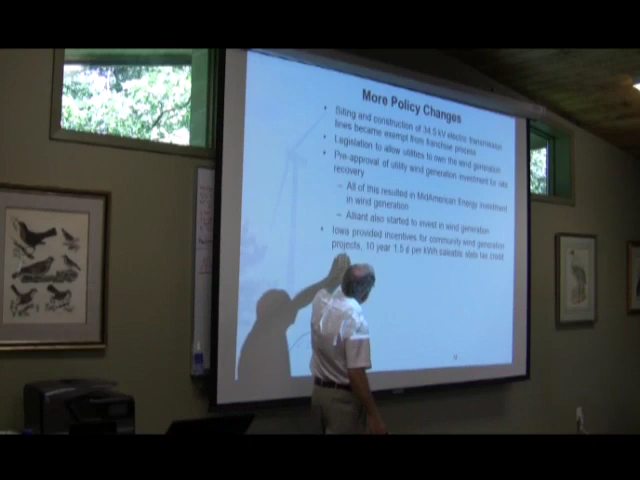 More Policy Changes
• Siting and construction of 34.5 kV electric transmission
lines became exempt from franchise process
• Legislation to allow utilities to own the wind generation
• Pre-approval of utility wind generation investment for rate
recovery
– All of this resulted in MidAmerican Energy investment
in wind generation
– Alliant also started to invest in wind generation
• Iowa provided incentives for community wind generation
projects, 10 year 1.5 ¢ per kWh saleable state tax credit